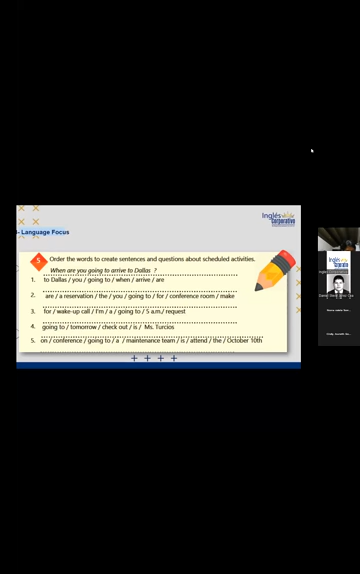 Inglés
Corporativo
- Language Focus
5 Order the words to create sentences and questions about scheduled activities.
When are you going to arrive to Dallas ?
1. to Dallas / you / going to / when / arrive / are
2. are / a reservation / the / you / going to / for / conference room / make
3. for / wake-up call / I'm / a / going to / 5 a.m / request
4. going to / tomorrow / check out / is / Ms. Turcios
5. on / conference / going to / a / maintenance team / is / attend / the / October 10th
Inglés
Corporativo